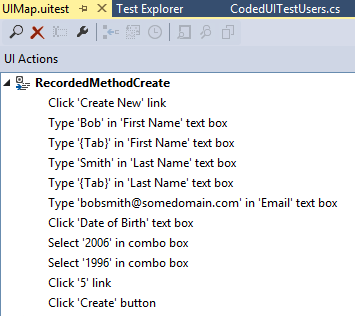 UIMap.uitest
Test Explorer
CodedUITestUsers.cs
UI Actions
RecordedMethodCreate
Click 'Create New' link
Type 'Bob' in 'First Name' text box
Type '{Tab}' in 'First Name' text box
Type 'Smith' in 'Last Name' text box
Type '{Tab}' in 'Last Name' text box
Type 'bobsmith@somedomain.com' in 'Email' text box
Click 'Date of Birth' text box
Select '2006' in combo box
Select '1996' in combo box
Click '5' link
Click 'Create' button